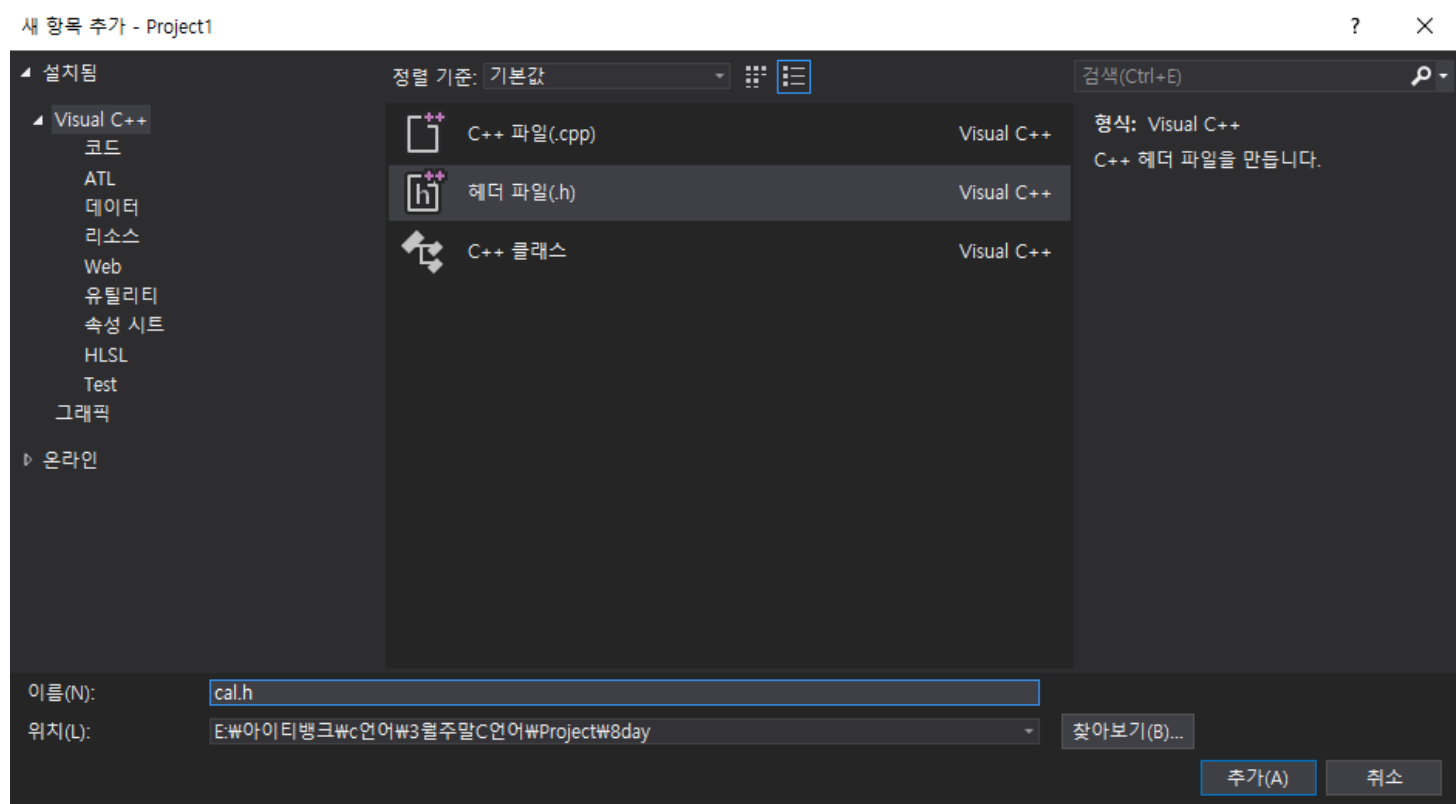 새 항목 추가 - Project1
? ×
설치됨
Visual C++
코드
ATL
데이터
리소스
Web
유틸리티
속성 시트
HLSL
Test
그래픽
온라인
정렬 기준: 기본값
C++ 파일(.cpp) Visual C++
헤더 파일(.h) Visual C++
C++ 클래스 Visual C++
검색(Ctrl+E)
형식: Visual C++
C++ 헤더 파일을 만듭니다.
이름(N): cal.h
위치(L): E:₩아이티뱅크₩c언어₩3월주말C언어₩Project₩8day
찾아보기(B)...
추가(A) 취소